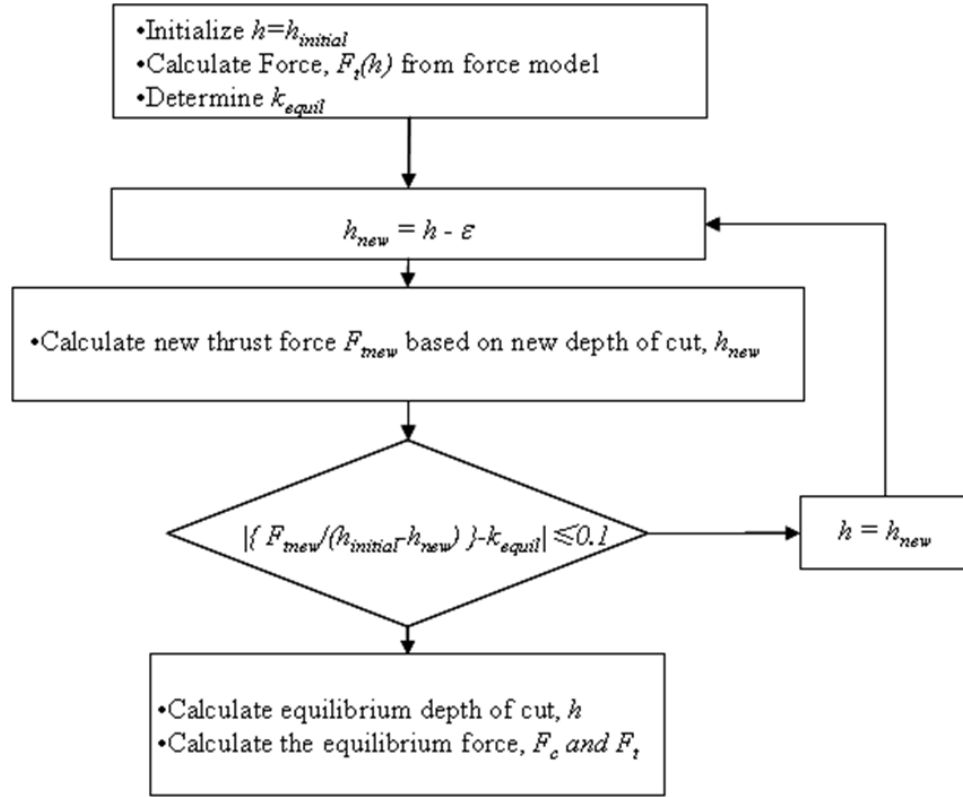 •Initialize h=h_initial
•Calculate Force, F_t(h) from force model
•Determine k_equil
h_new = h - ε
•Calculate new thrust force F_tnew based on new depth of cut, h_new
|{ F_tnew/(h_initial-h_new) }-k_equil| ≤0.1
h = h_new
•Calculate equilibrium depth of cut, h
•Calculate the equilibrium force, F_c and F_t